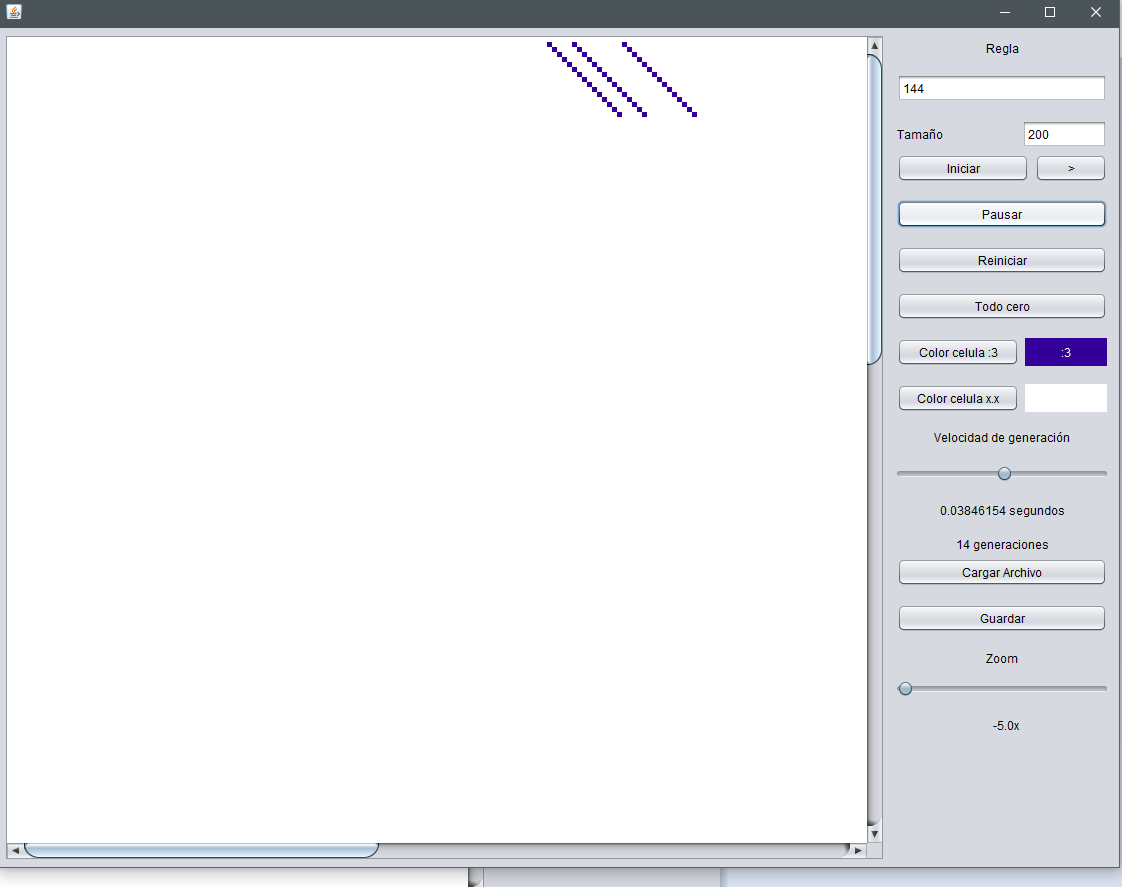 Regla
144
Tamaño 200
Iniciar >
Pausar
Reiniciar
Todo cero
Color celula :3 :3
Color celula x.x
Velocidad de generación
0.03846154 segundos
14 generaciones
Cargar Archivo
Guardar
Zoom
-5.0x